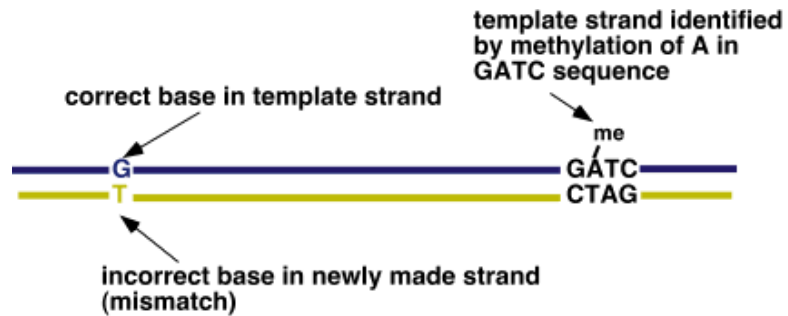 template strand identified
by methylation of A in
GATC sequence
correct base in template strand
me
G
GATC
T
CTAG
incorrect base in newly made strand
(mismatch)